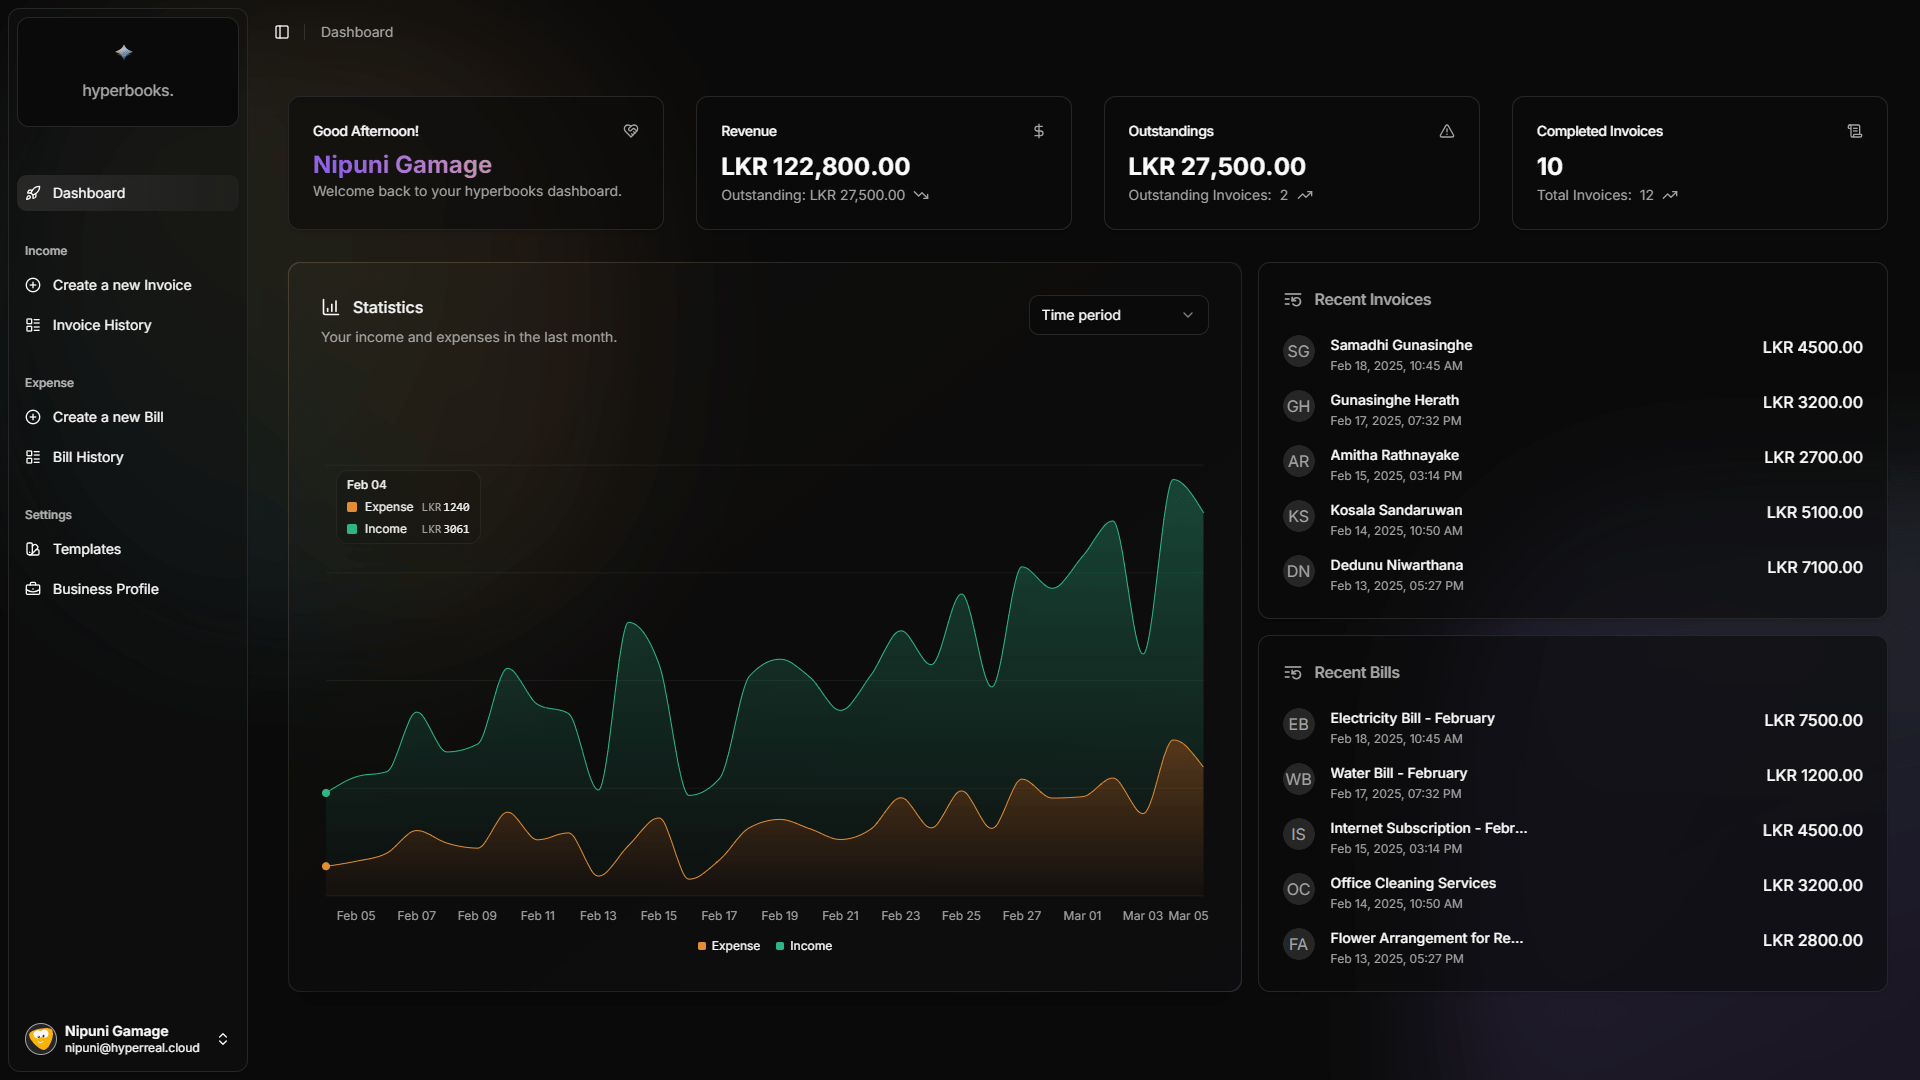 hyperbooks.
Dashboard
Income
Create a new Invoice
Invoice History
Expense
Create a new Bill
Bill History
Settings
Templates
Business Profile
Nipuni Gamage
nipuni@hyperreal.cloud
Dashboard
Good Afternoon!
Nipuni Gamage
Welcome back to your hyperbooks dashboard.
Revenue
LKR 122,800.00
Outstanding: LKR 27,500.00
Outstandings
LKR 27,500.00
Outstanding Invoices: 2
Completed Invoices
10
Total Invoices: 12
Statistics
Your income and expenses in the last month.
Time period
Feb 04
Expense LKR 1240
Income LKR 3061
Feb 05 Feb 07 Feb 09 Feb 11 Feb 13 Feb 15 Feb 17 Feb 19 Feb 21 Feb 23 Feb 25 Feb 27 Mar 01 Mar 03 Mar 05
Expense Income
Recent Invoices
SG Samadhi Gunasinghe LKR 4500.00
Feb 18, 2025, 10:45 AM
GH Gunasinghe Herath LKR 3200.00
Feb 17, 2025, 07:32 PM
AR Amitha Rathnayake LKR 2700.00
Feb 15, 2025, 03:14 PM
KS Kosala Sandaruwan LKR 5100.00
Feb 14, 2025, 10:50 AM
DN Dedunu Niwarthana LKR 7100.00
Feb 13, 2025, 05:27 PM
Recent Bills
EB Electricity Bill - February LKR 7500.00
Feb 18, 2025, 10:45 AM
WB Water Bill - February LKR 1200.00
Feb 17, 2025, 07:32 PM
IS Internet Subscription - Febr... LKR 4500.00
Feb 15, 2025, 03:14 PM
OC Office Cleaning Services LKR 3200.00
Feb 14, 2025, 10:50 AM
FA Flower Arrangement for Re... LKR 2800.00
Feb 13, 2025, 05:27 PM